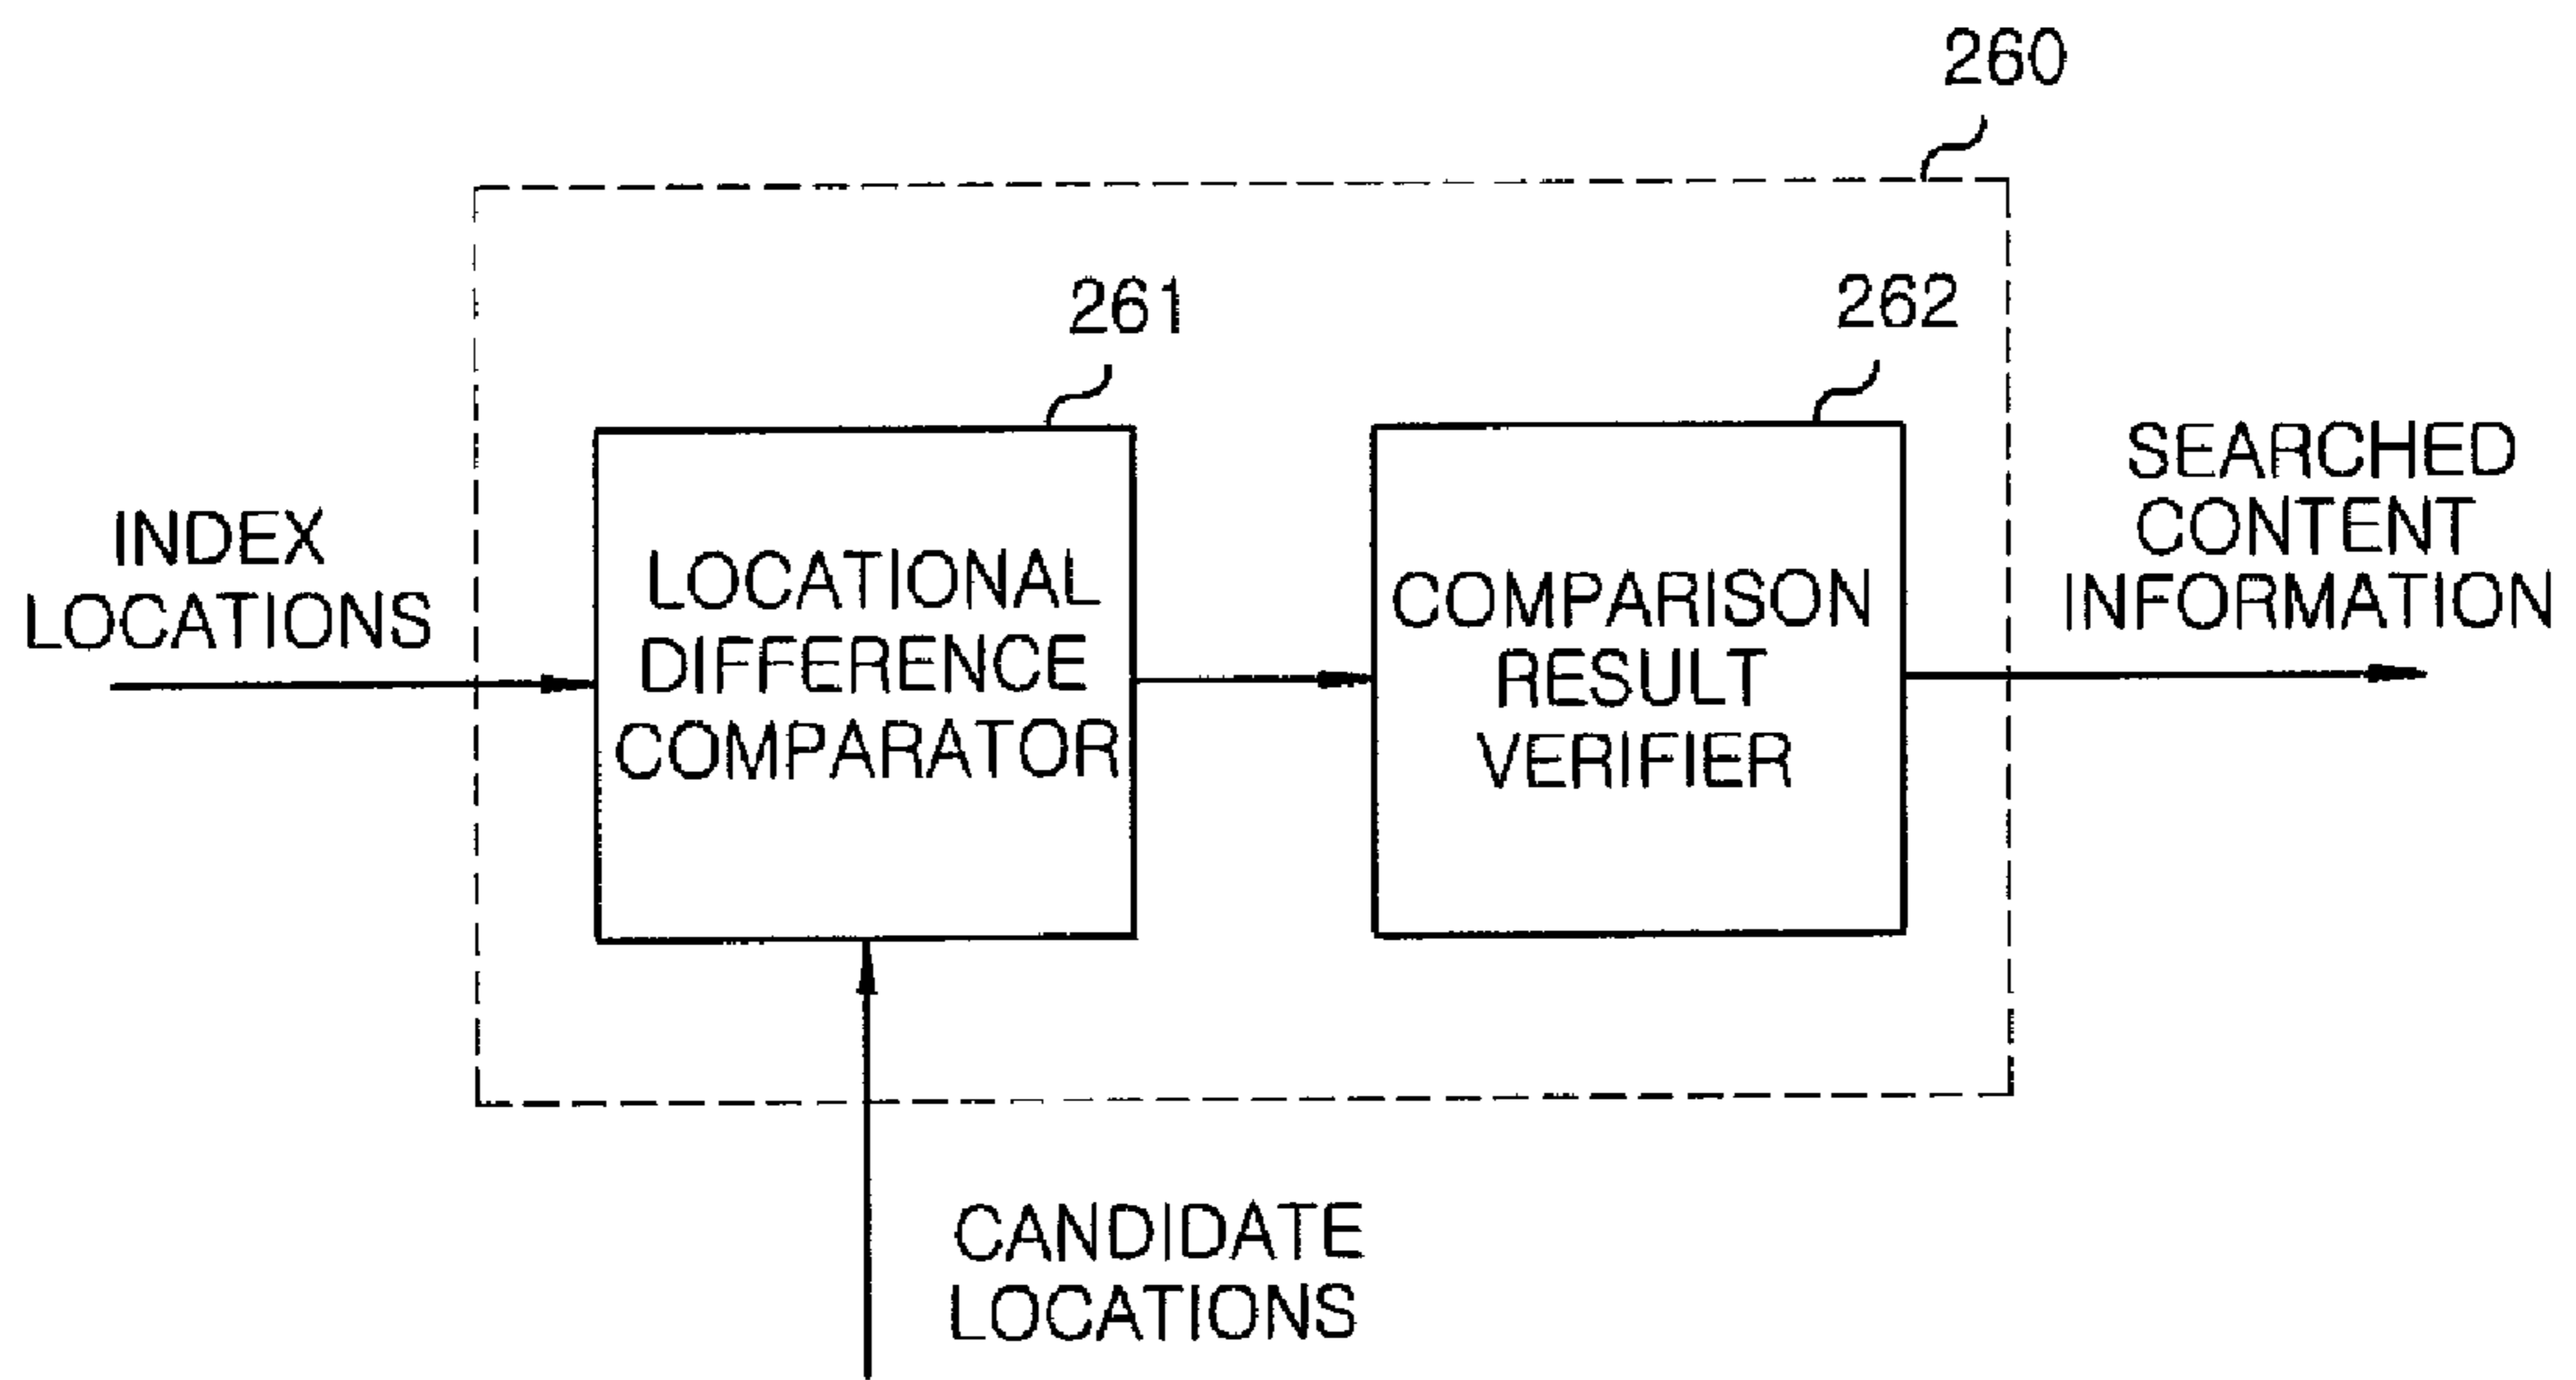 260
261
262
INDEX
LOCATIONS
LOCATIONAL
DIFFERENCE
COMPARATOR
COMPARISON
RESULT
VERIFIER
SEARCHED
CONTENT
INFORMATION
CANDIDATE
LOCATIONS